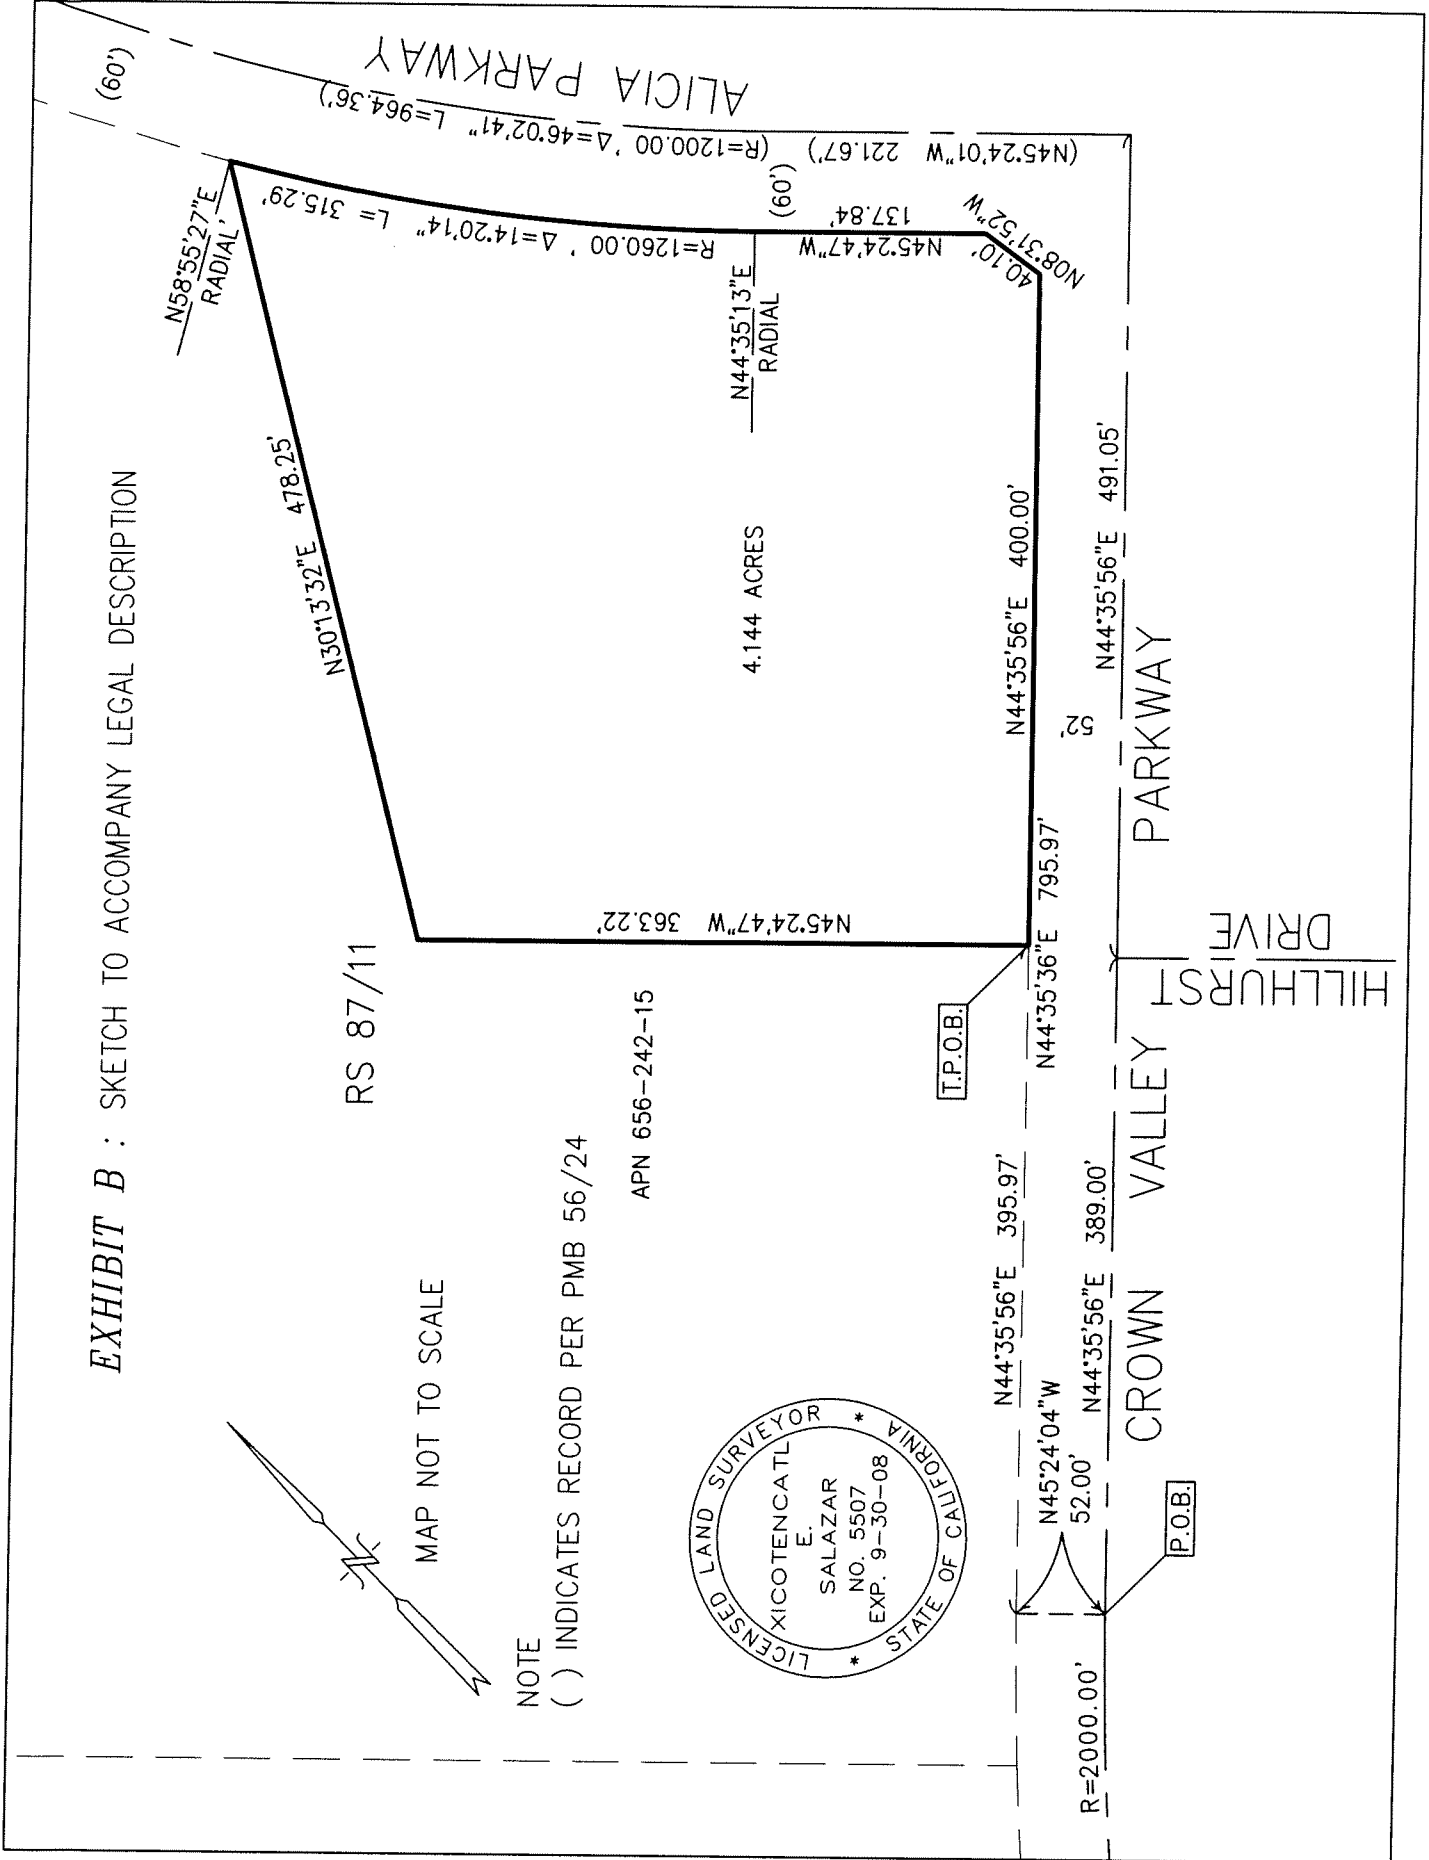 EXHIBIT B : SKETCH TO ACCOMPANY LEGAL DESCRIPTION
(60')
ALICIA PARKWAY
(R=1200.00' Δ=46°02'41" L=964.36')
(N45°24'01"W 221.67')
N58°55'27"E
RADIAL
R=1260.00' Δ=14°20'14" L= 315.29'
(60')
N45°24'47"W
137.84'
N08°31'52"W
40.10'
N44°35'13"E
RADIAL
N30°13'32"E 478.25'
4.144 ACRES
RS 87/11
N45°24'47"W 363.22'
N44°35'56"E 400.00'
52'
N44°35'56"E 491.05'
N44°35'36"E 795.97'
APN 656-242-15
T.P.O.B.
MAP NOT TO SCALE
N
NOTE
( ) INDICATES RECORD PER PMB 56/24
LICENSED LAND SURVEYOR
XICOTENCATL
E.
SALAZAR
NO. 5507
EXP. 9-30-08
* STATE OF CALIFORNIA *
N44°35'56"E 395.97'
N44°35'56"E 389.00'
N45°24'04"W
52.00'
R=2000.00'
P.O.B.
CROWN VALLEY PARKWAY
HILLHURST
DRIVE